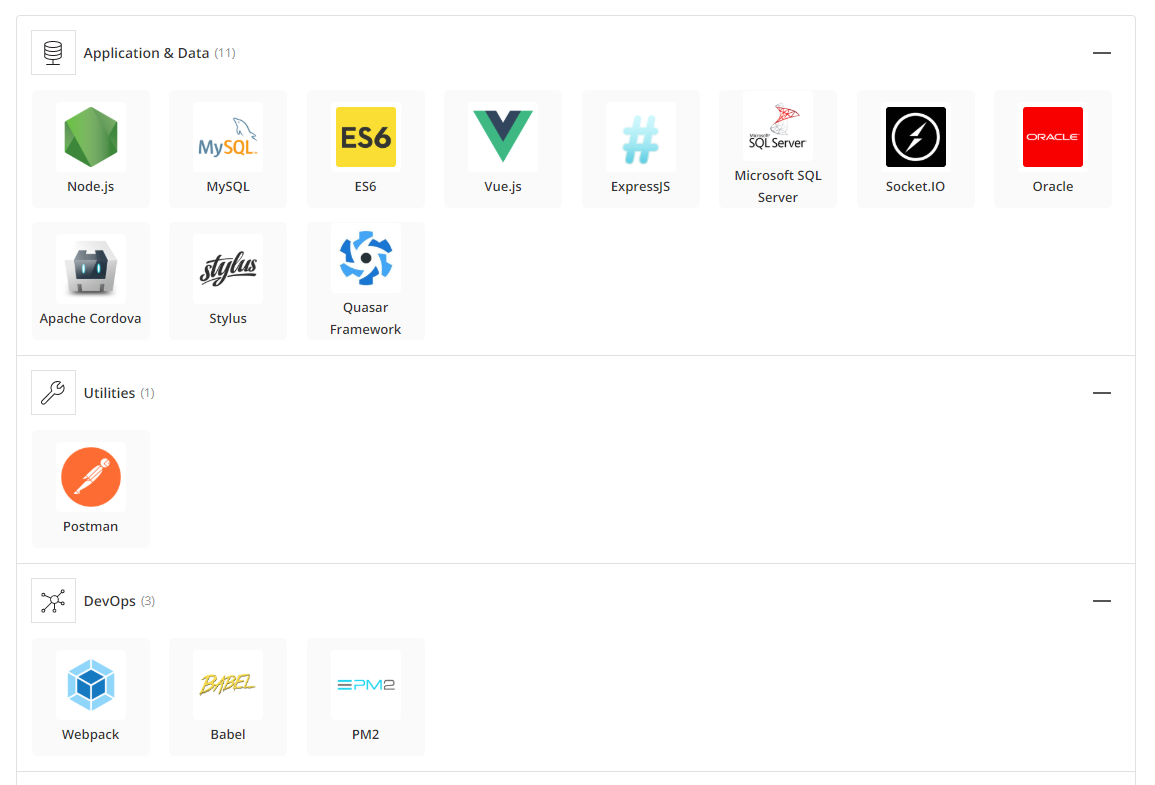 Application & Data (11)
MySQL
ES6
Microsoft
SQL Server
ORACLE
Node.js
MySQL
ES6
Vue.js
ExpressJS
Microsoft SQL
Server
Socket.IO
Oracle
stylus
Apache Cordova
Stylus
Quasar
Framework
Utilities (1)
Postman
DevOps (3)
BABEL
PM2
Webpack
Babel
PM2